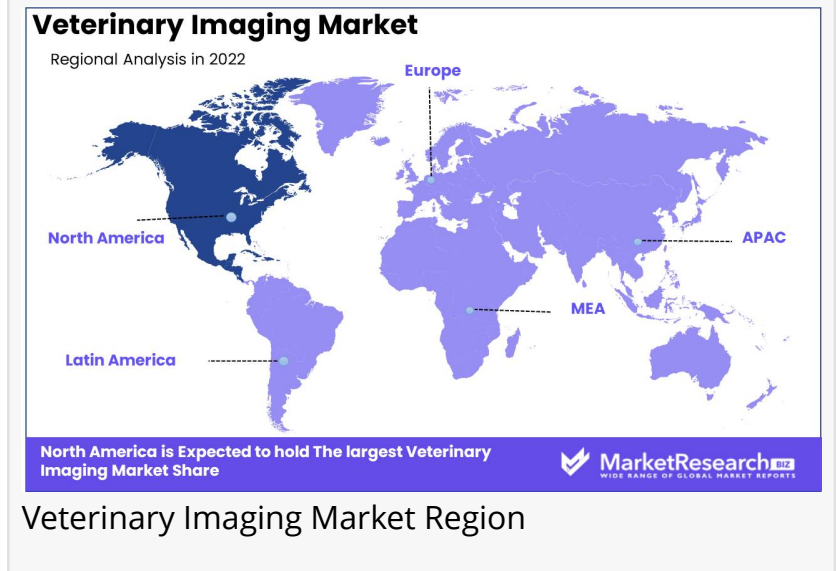 Veterinary Imaging Market
Regional Analysis in 2022
Europe
North America
APAC
MEA
Latin America
North America is Expected to hold The largest Veterinary
Imaging Market Share
MarketResearch BIZ
WIDE RANGE OF GLOBAL MARKET REPORTS
Veterinary Imaging Market Region